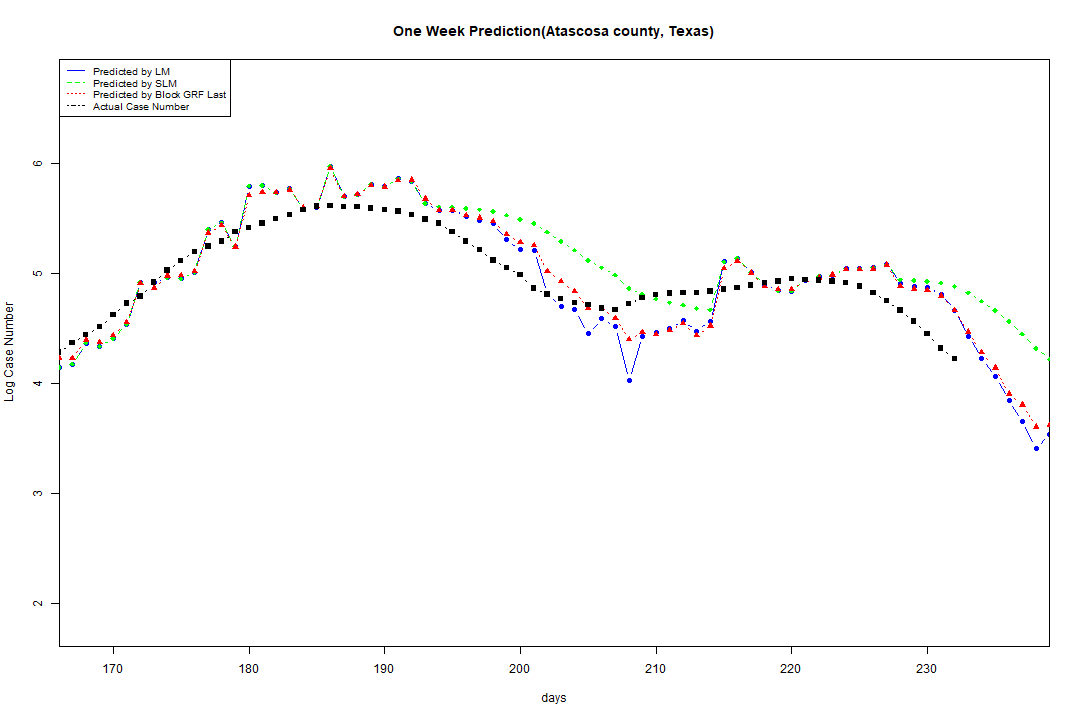 One Week Prediction(Atascosa county, Texas)
Predicted by LM
Predicted by SLM
Predicted by Block GRF Last
Actual Case Number
6
5
4
3
2
Log Case Number
170 180 190 200 210 220 230
days